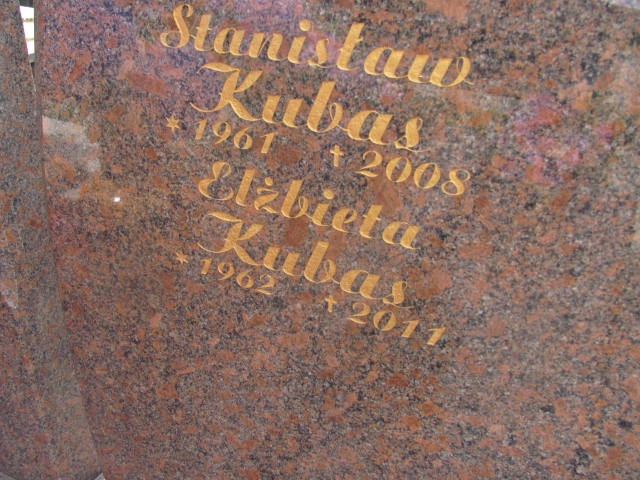 Stanisław
Kubas
* 1961 ✝ 2008
Elżbieta
Kubas
* 1962 ✝ 2011